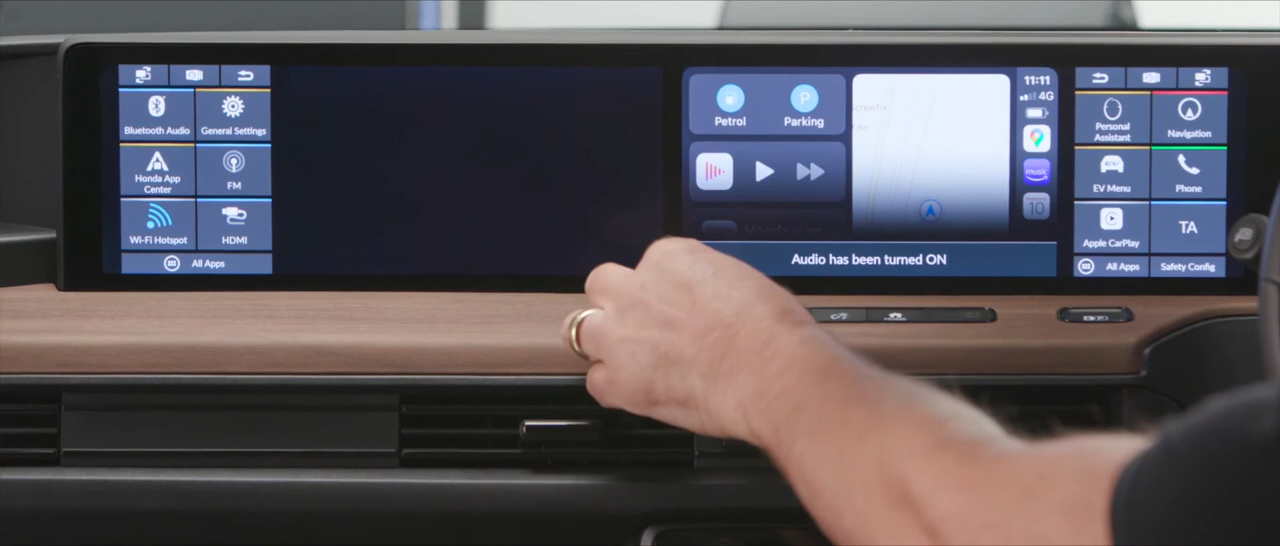 Bluetooth Audio
General Settings
Honda App
Center
FM
Wi-Fi Hotspot
HDMI
All Apps
Petrol
P
Parking
Audio has been turned ON
11:11
4G
music
10
Personal
Assistant
Navigation
EV
EV Menu
Phone
Apple CarPlay
TA
All Apps
Safety Config